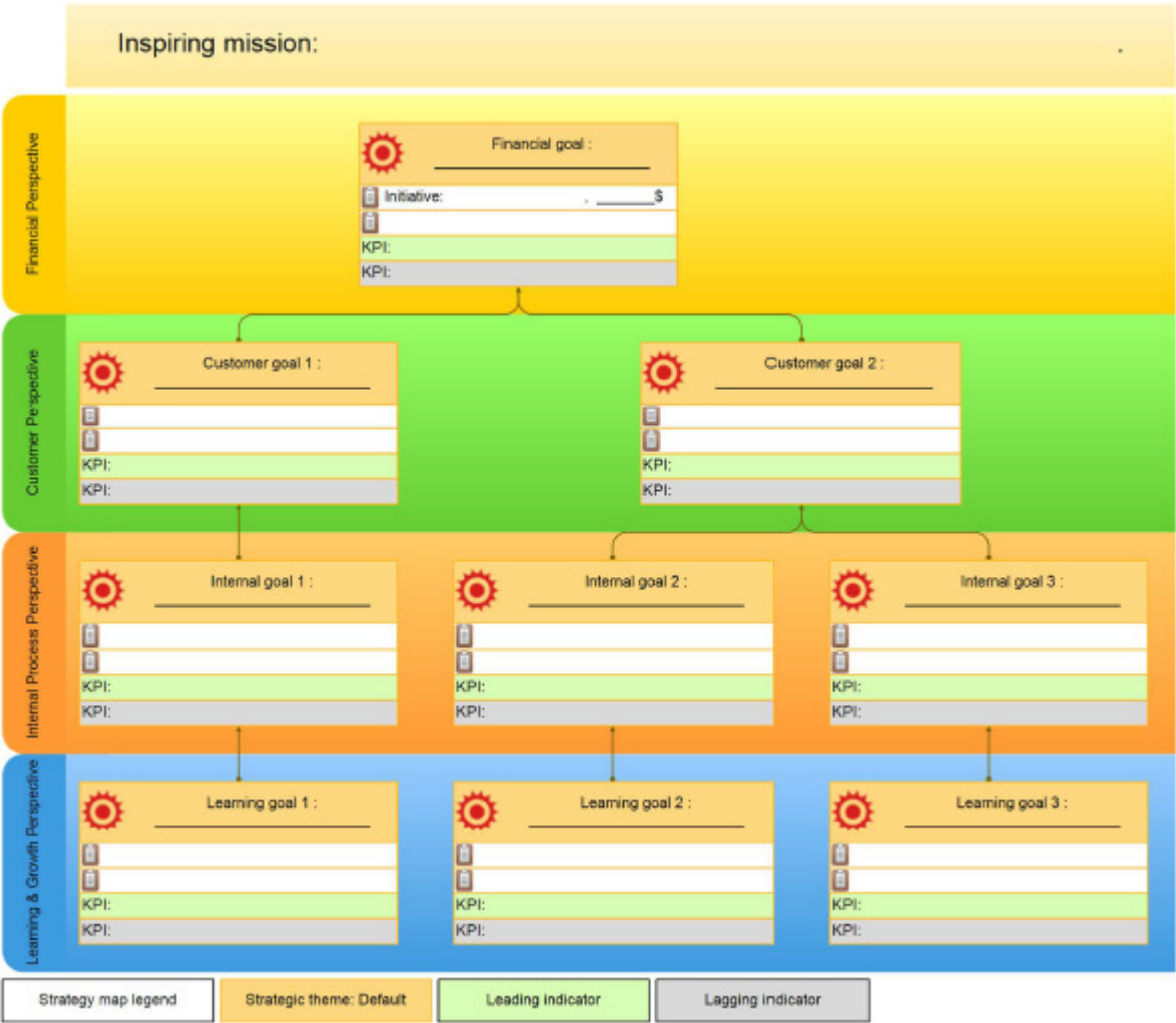 Inspiring mission: .
Financial Perspective
Financial goal :
Initiative: , _______$
KPI:
KPI:
Customer Perspective
Customer goal 1 :
KPI:
KPI:
Customer goal 2 :
KPI:
KPI:
Internal Process Perspective
Internal goal 1 :
KPI:
KPI:
Internal goal 2 :
KPI:
KPI:
Internal goal 3 :
KPI:
KPI:
Learning & Growth Perspective
Learning goal 1 :
KPI:
KPI:
Learning goal 2 :
KPI:
KPI:
Learning goal 3 :
KPI:
KPI:
Strategy map legend
Strategic theme: Default
Leading indicator
Lagging indicator